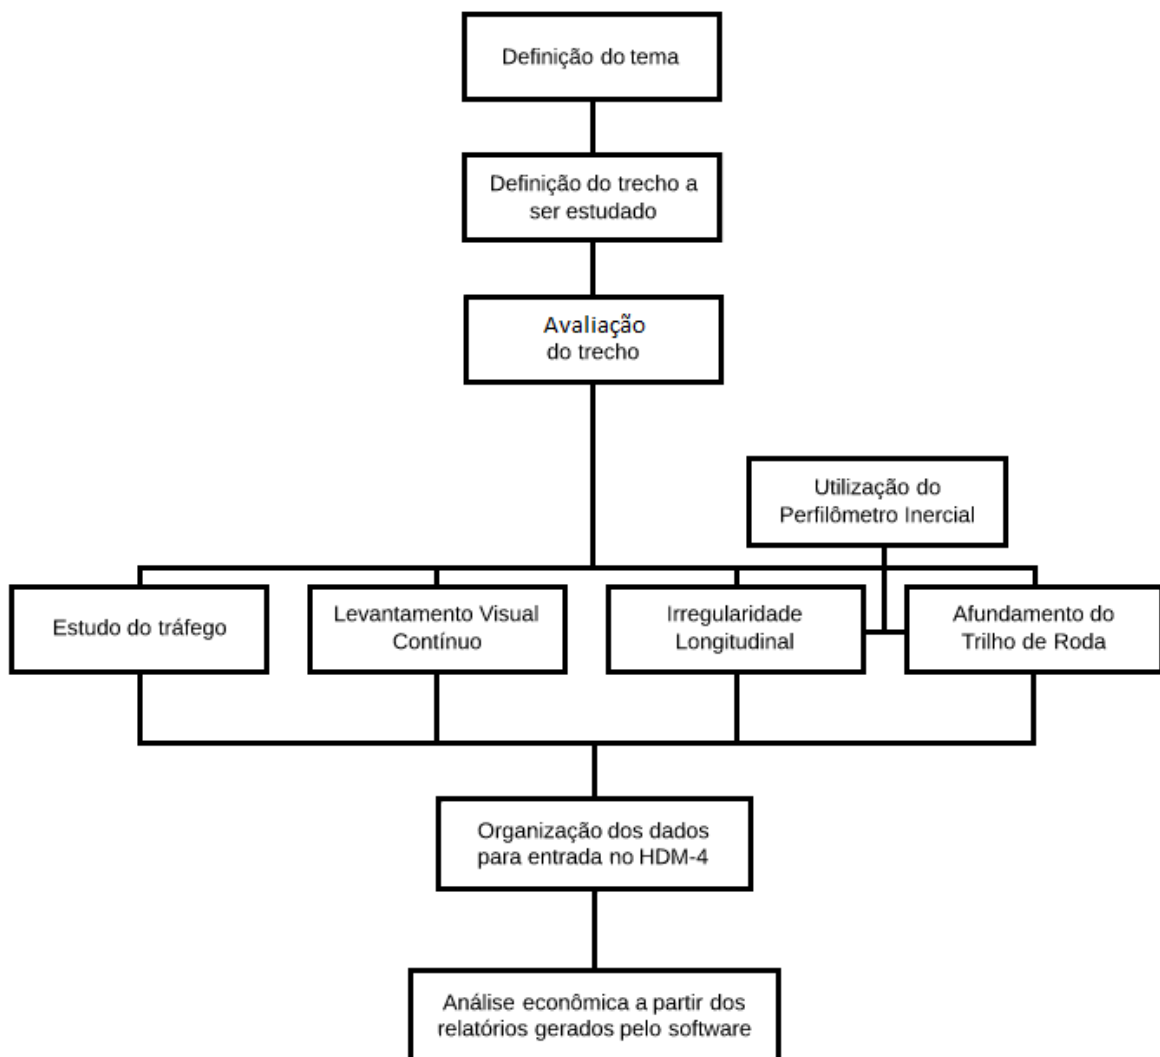 Definição do tema
Definição do trecho a
ser estudado
Avaliação
do trecho
Utilização do
Perfilômetro Inercial
Estudo do tráfego
Levantamento Visual
Contínuo
Irregularidade
Longitudinal
Afundamento do
Trilho de Roda
Organização dos dados
para entrada no HDM-4
Análise econômica a partir dos
relatórios gerados pelo software